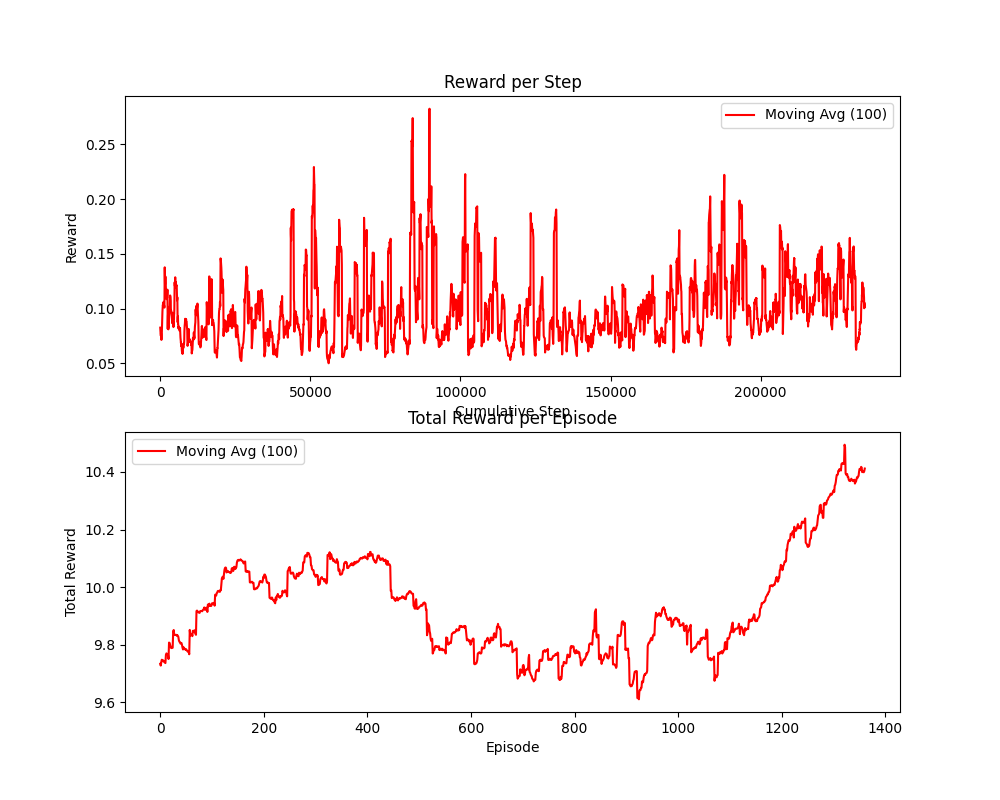 Reward per Step
Moving Avg (100)
Reward
0.25
0.20
0.15
0.10
0.05
0 50000 100000 150000 200000
Cumulative Step
Total Reward per Episode
Moving Avg (100)
Total Reward
10.4
10.2
10.0
9.8
9.6
0 200 400 600 800 1000 1200 1400
Episode